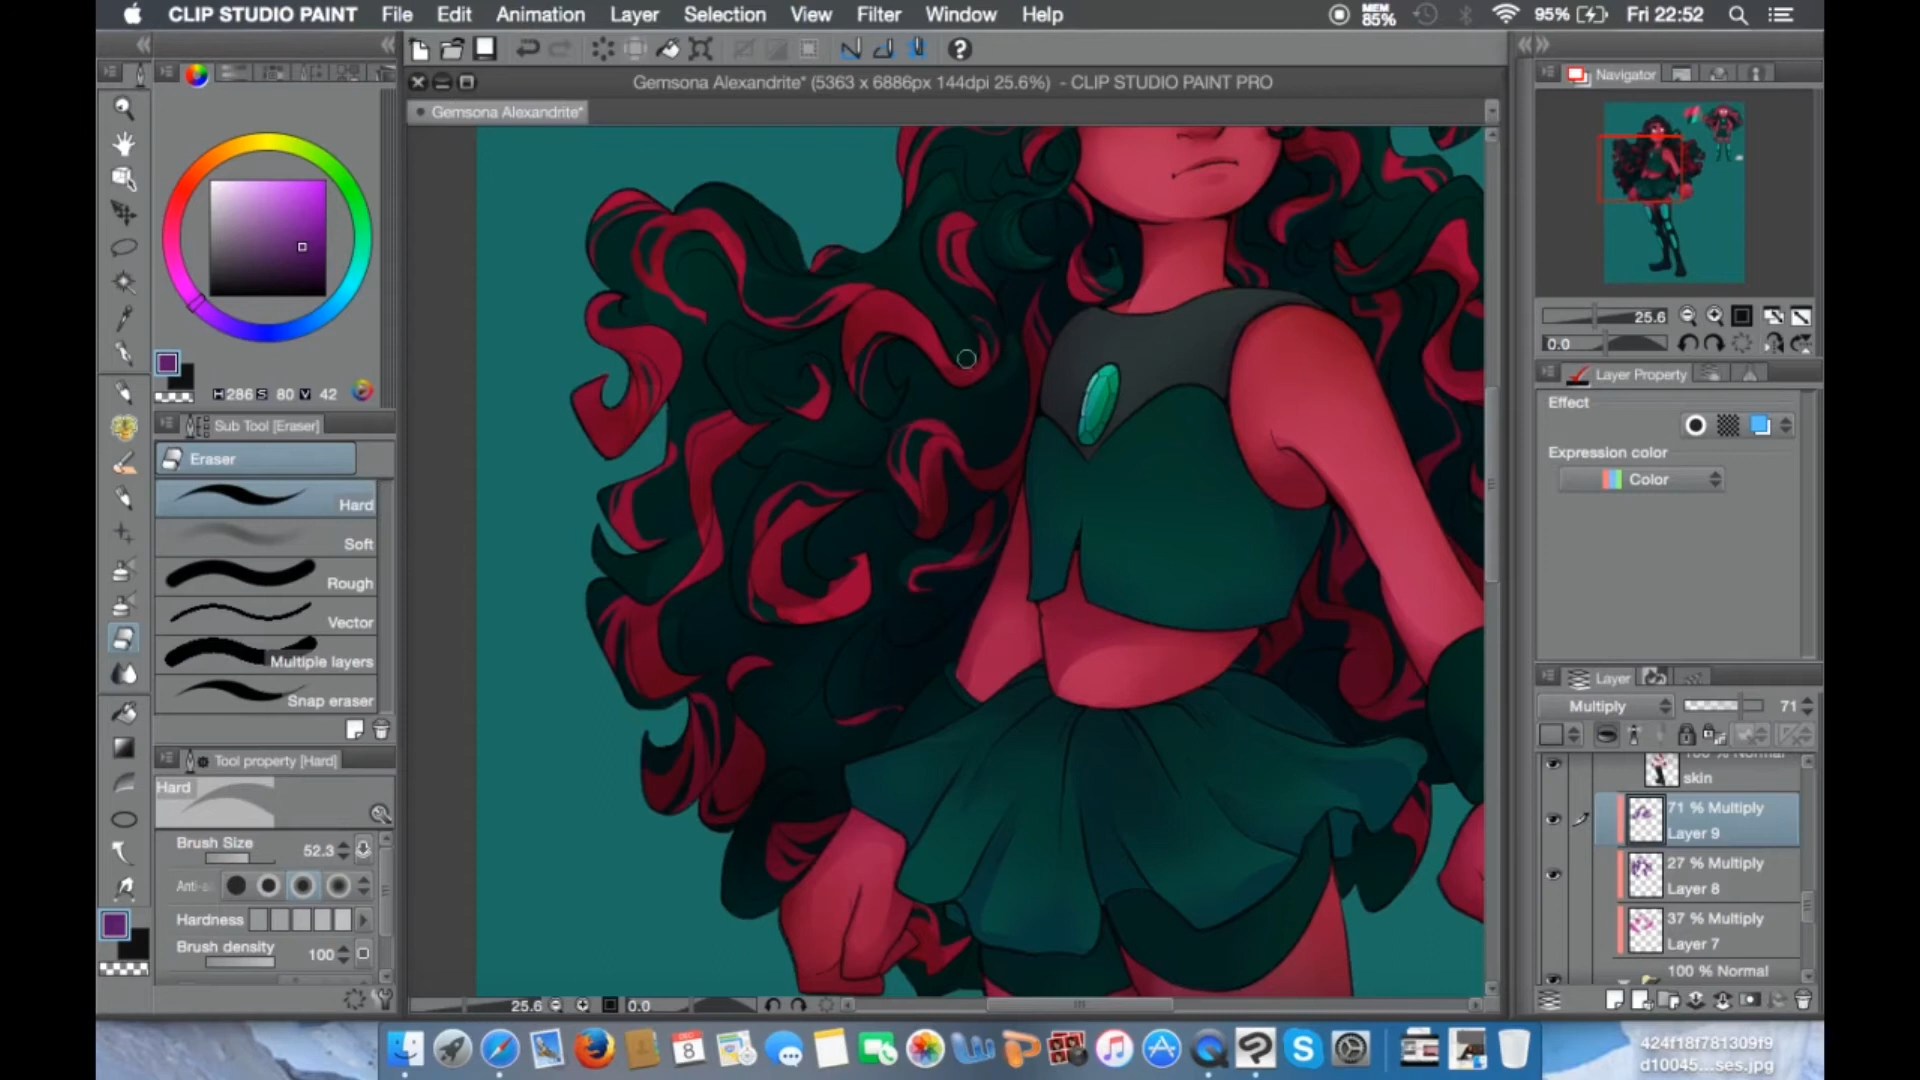 CLIP STUDIO PAINT File Edit Animation Layer Selection View Filter Window Help MEM 85% 95% Fri 22:52
Gemsona Alexandrite* (5363 x 6886px 144dpi 25.6%) - CLIP STUDIO PAINT PRO
Gemsona Alexandrite*
H 286 S 80 V 42
Sub Tool [Eraser]
Eraser
Hard
Soft
Rough
Vector
Multiple layers
Snap eraser
Tool property [Hard]
Hard
Brush Size 52.3
Hardness
Brush density 100
25.6 0.0
Navigator
25.6
0.0
Layer Property
Effect
Expression color
Color
Layer
Multiply 71
skin
71 % Multiply
Layer 9
27 % Multiply
Layer 8
37 % Multiply
Layer 7
100 % Normal
DEC
8
424f18f781309f9
d10045...ses.jpg